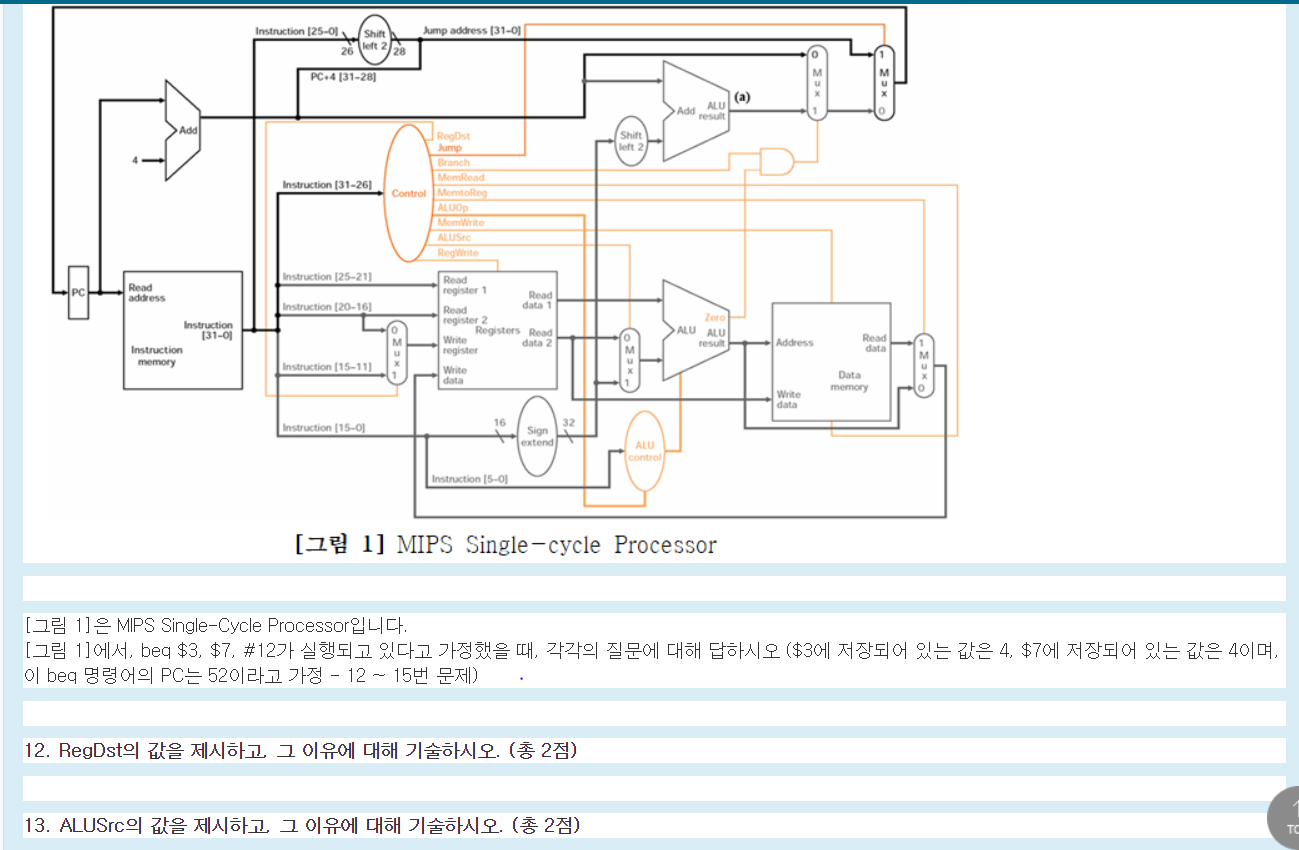 Instruction [25–0]
Shift left 2
Jump address [31–0]
26
28
PC+4 [31–28]
Add
4
(a)
Add
ALU result
0
M
u
x
1
1
M
u
x
0
Shift left 2
RegDst
Jump
Branch
MemRead
MemtoReg
ALUOp
MemWrite
ALUSrc
RegWrite
Control
Instruction [31–26]
PC
Read address
Instruction [31–0]
Instruction memory
Instruction [25–21]
Instruction [20–16]
Instruction [15–11]
Instruction [15–0]
Instruction [5–0]
0
M
u
x
1
Read register 1
Read register 2
Write register
Write data
Registers
Read data 1
Read data 2
0
M
u
x
1
Zero
ALU
ALU result
Address
Write data
Read data
Data memory
1
M
u
x
0
16
Sign extend
32
ALU control
[그림 1] MIPS Single-cycle Processor
[그림 1]은 MIPS Single-Cycle Processor입니다.
[그림 1]에서, beq $3, $7, #12가 실행되고 있다고 가정했을 때, 각각의 질문에 대해 답하시오 ($3에 저장되어 있는 값은 4, $7에 저장되어 있는 값은 4이며,
이 beq 명령어의 PC는 52이라고 가정 - 12 ~ 15번 문제)
12. RegDst의 값을 제시하고, 그 이유에 대해 기술하시오. (총 2점)
13. ALUSrc의 값을 제시하고, 그 이유에 대해 기술하시오. (총 2점)